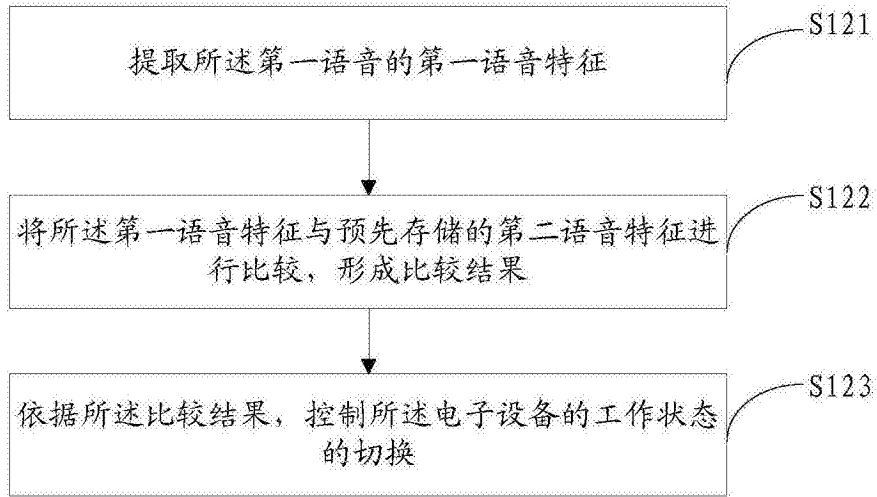 S121
提取所述第一语音的第一语音特征
S122
将所述第一语音特征与预先存储的第二语音特征进
行比较，形成比较结果
S123
依据所述比较结果，控制所述电子设备的工作状态
的切换